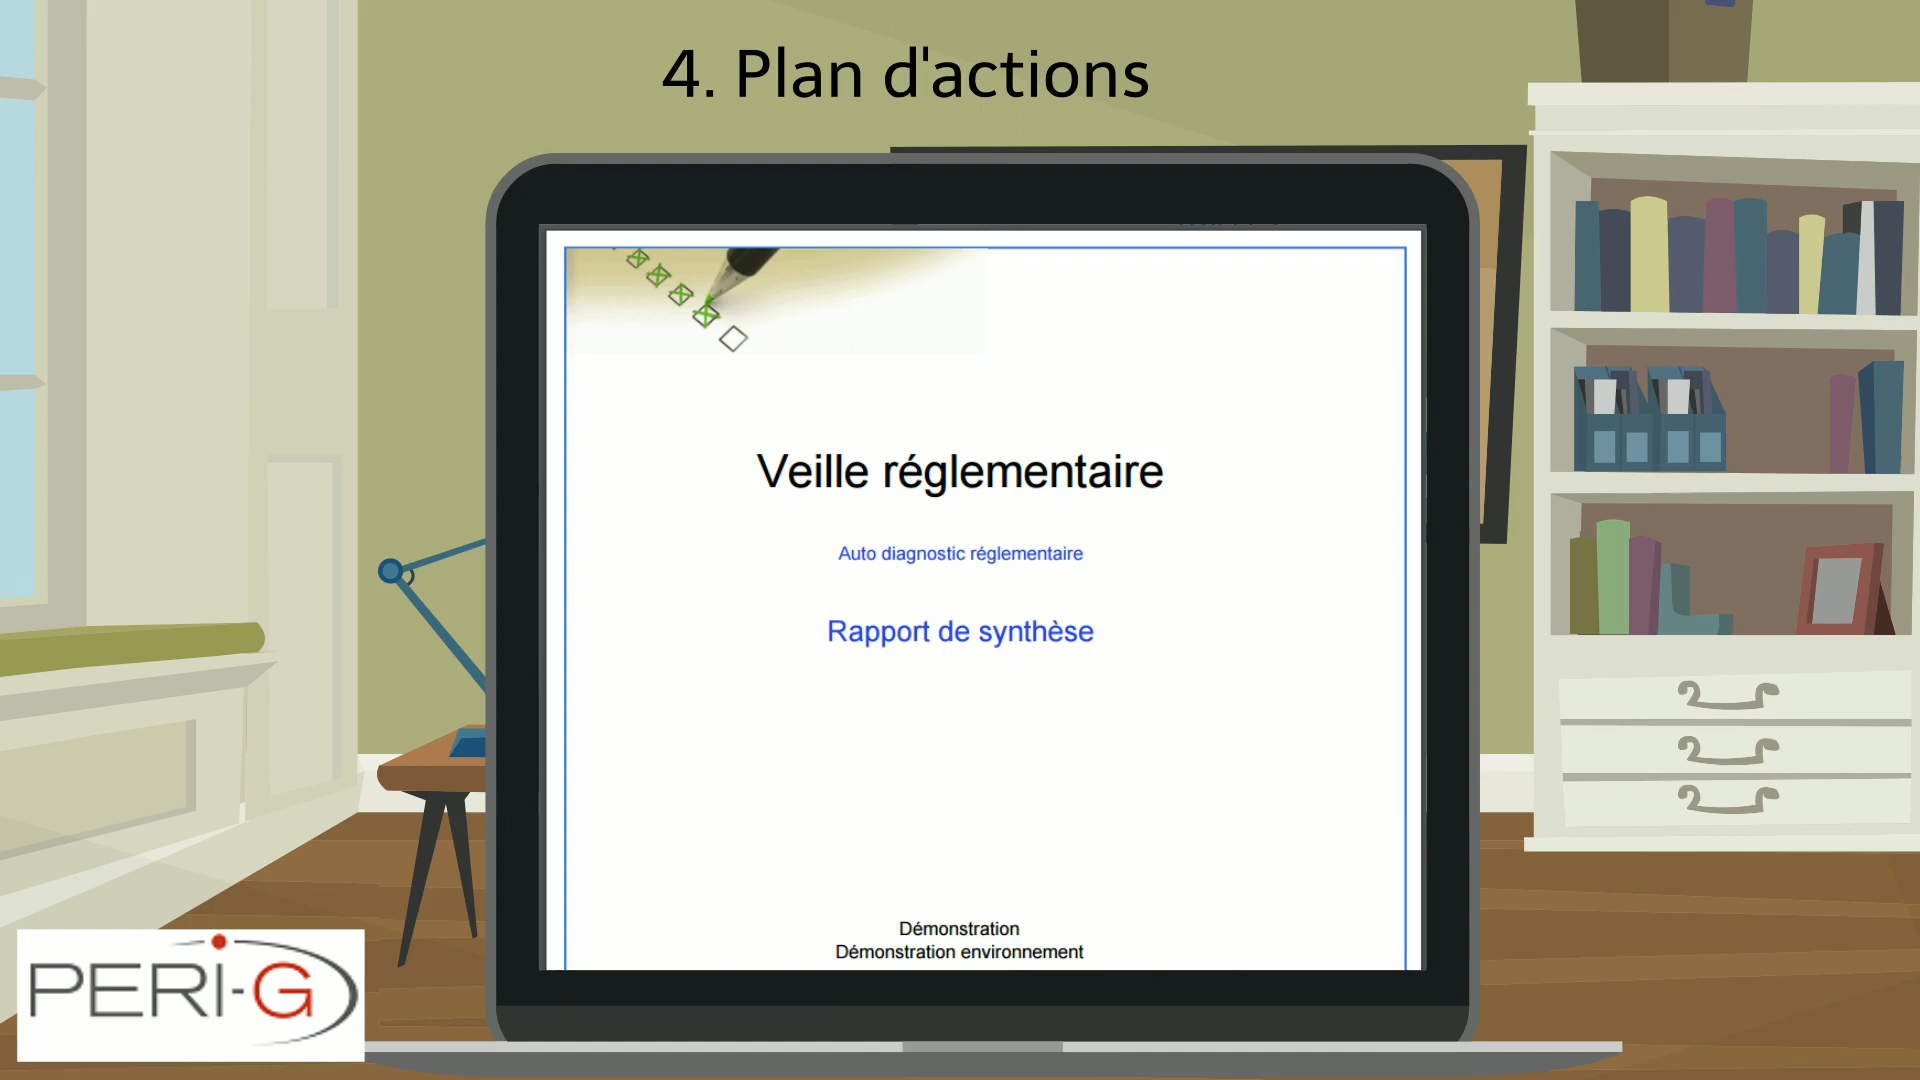 4. Plan d'actions
Veille réglementaire
Auto diagnostic réglementaire
Rapport de synthèse
Démonstration
Démonstration environnement
PERI-G